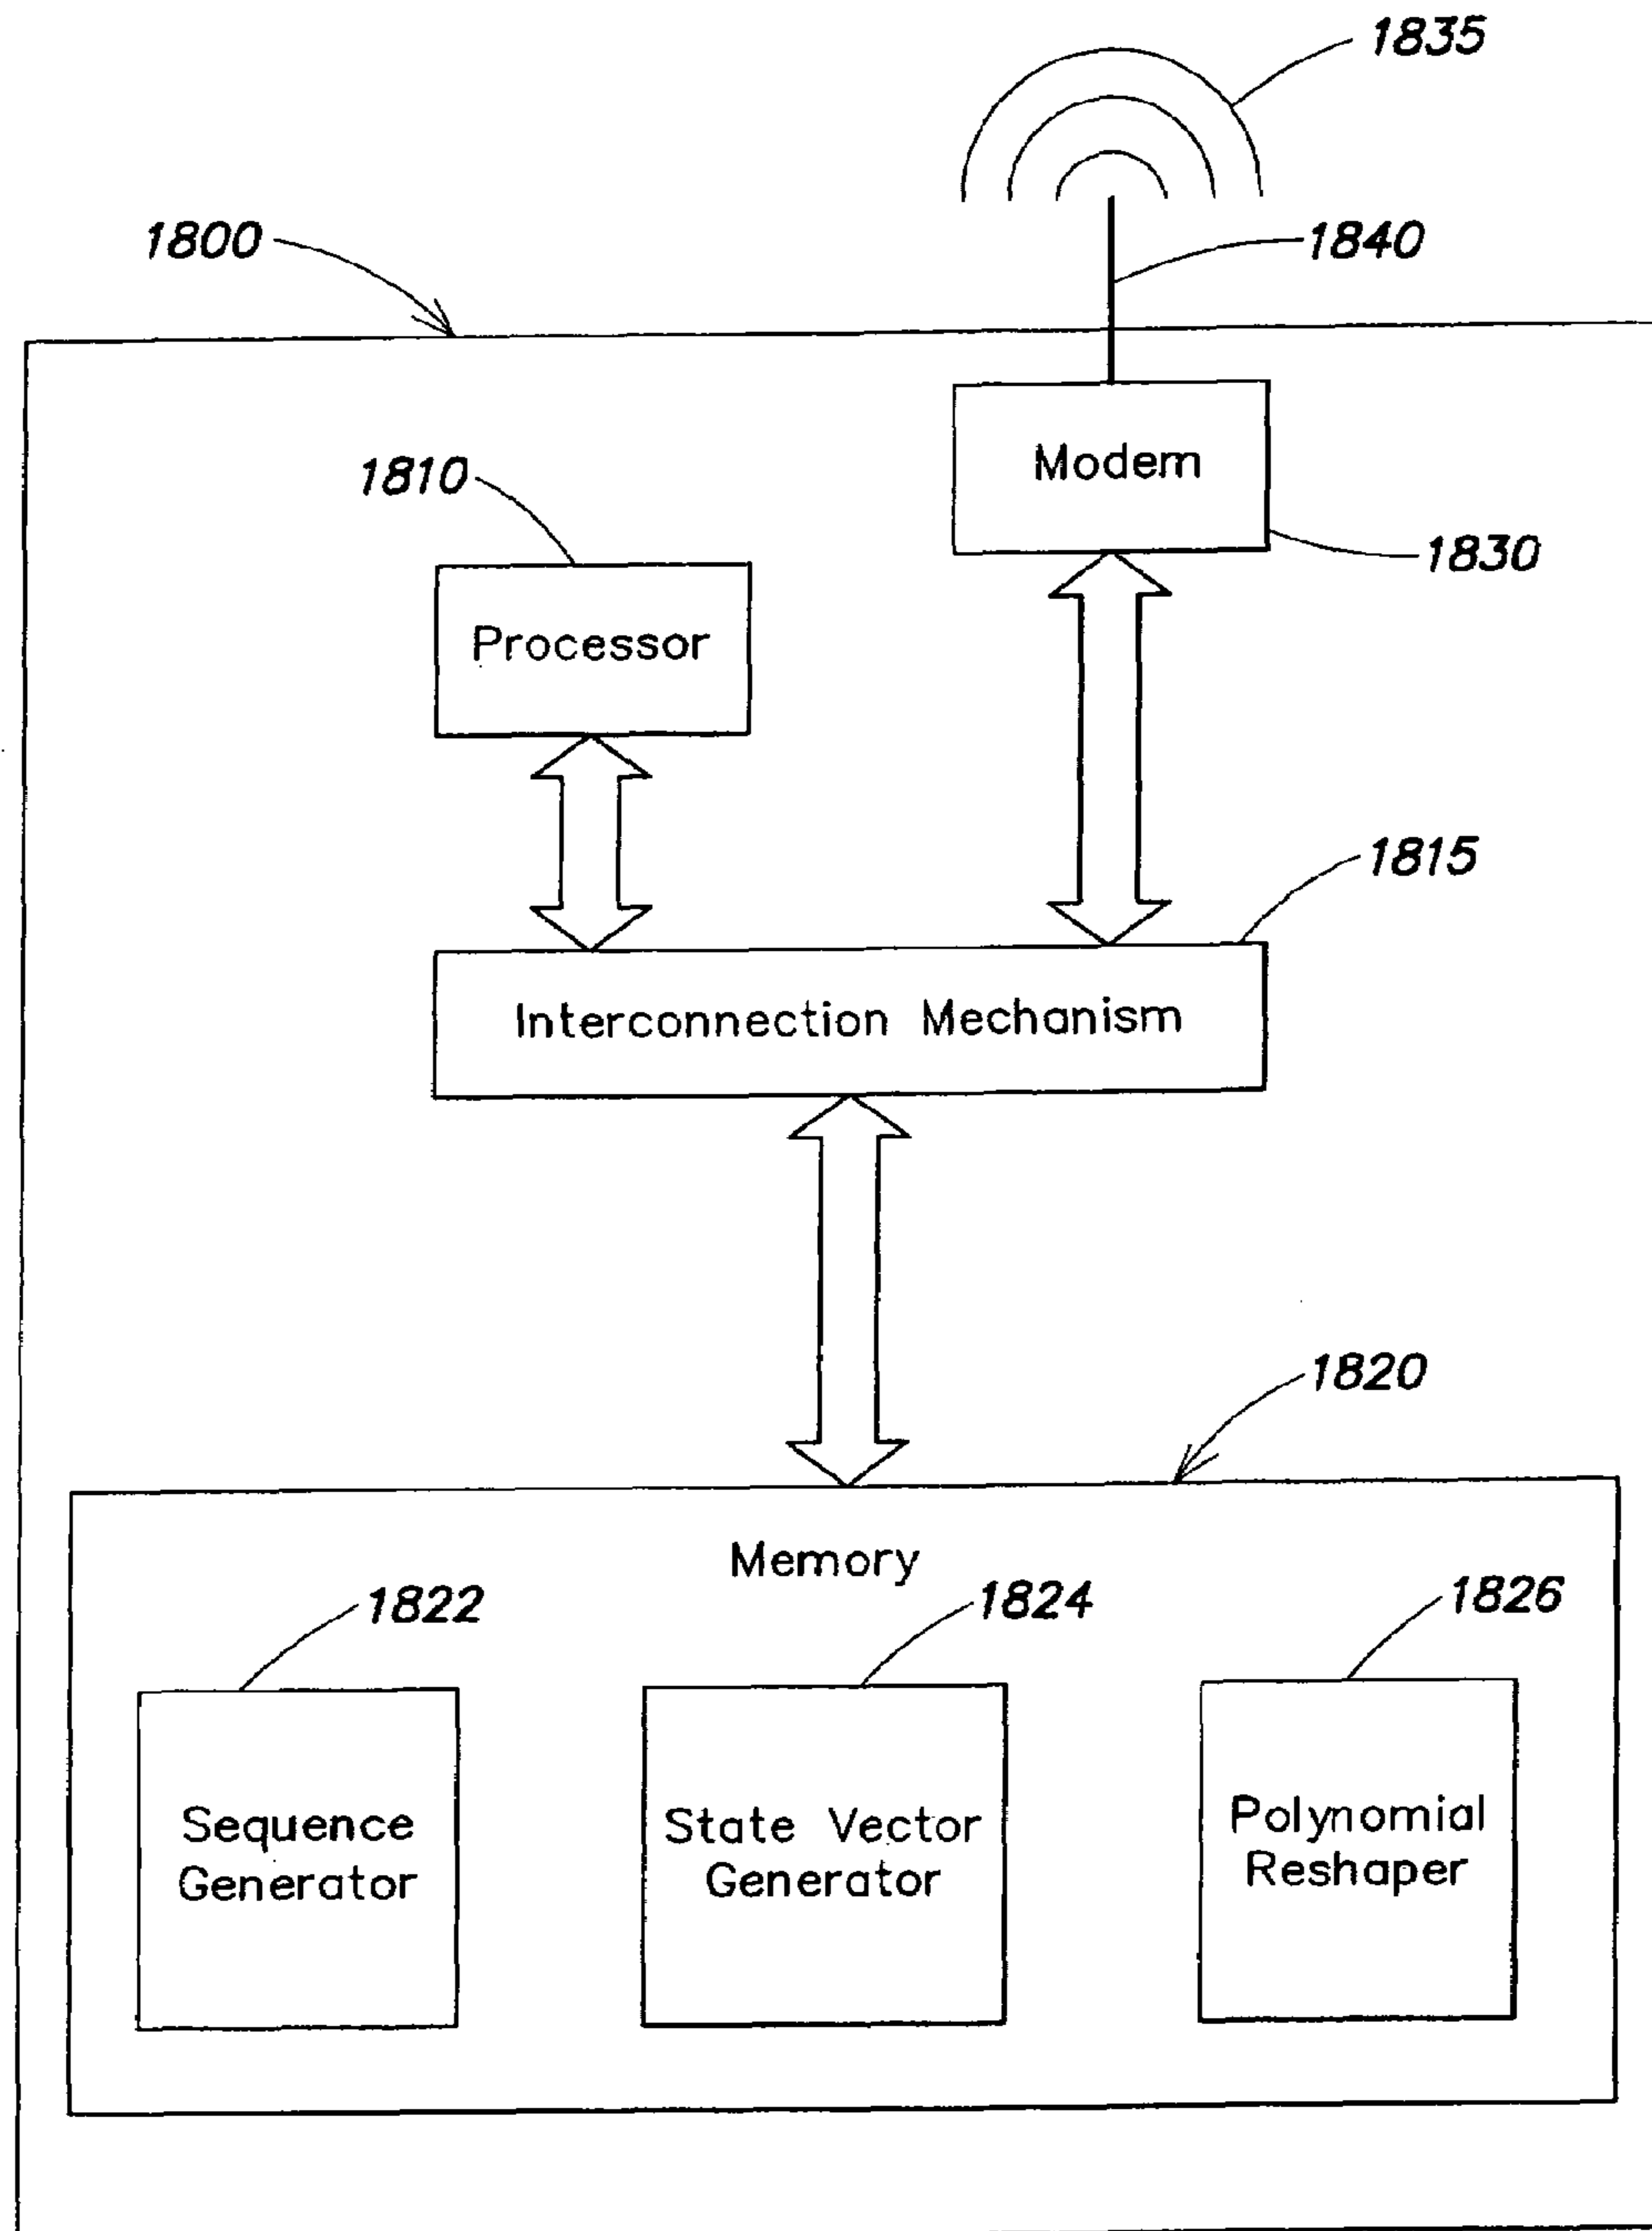 1835
1800
1840
Modem
1810
1830
Processor
1815
Interconnection Mechanism
1820
Memory
1822
1824
1826
Sequence
Generator
State Vector
Generator
Polynomial
Reshaper